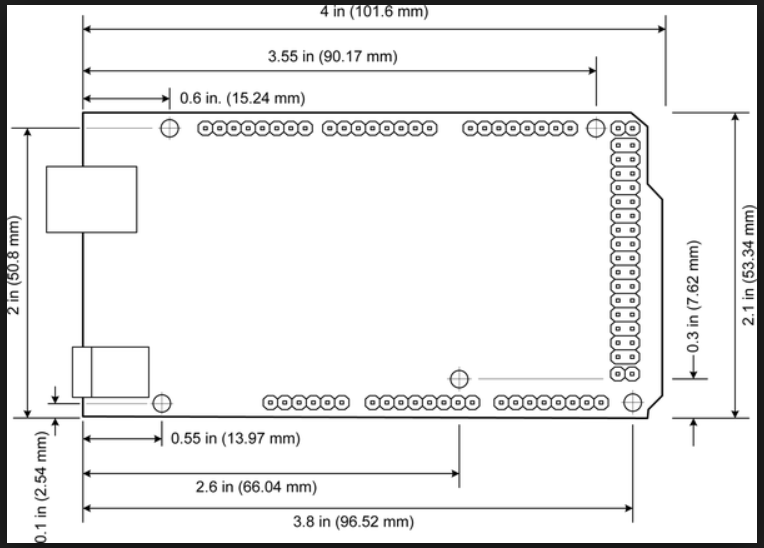 4 in (101.6 mm)
3.55 in (90.17 mm)
0.6 in. (15.24 mm)
2 in (50.8 mm)
2.1 in (53.34 mm)
0.3 in (7.62 mm)
0.1 in (2.54 mm)
0.55 in (13.97 mm)
2.6 in (66.04 mm)
3.8 in (96.52 mm)